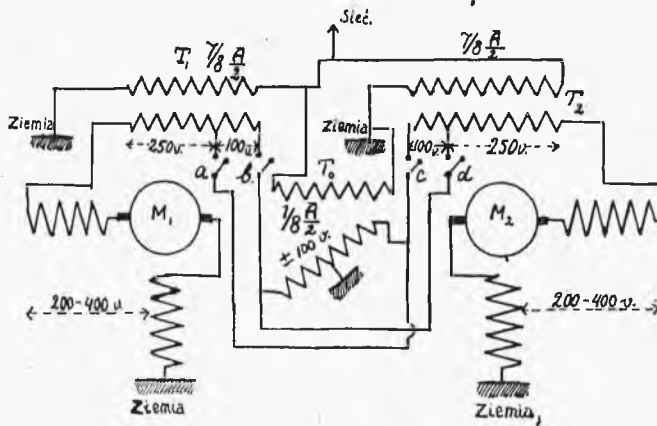 Sieć.
T₁ 7/8 A/2
7/8 A/2
T₂
Ziemia
Ziemia
250v. 100v.
100v. 250v.
a b. c d
T₀
7/8 A/2
± 100 v.
M₁
M₂
200-400 v
200-400 v.
Ziemia
Ziemia,